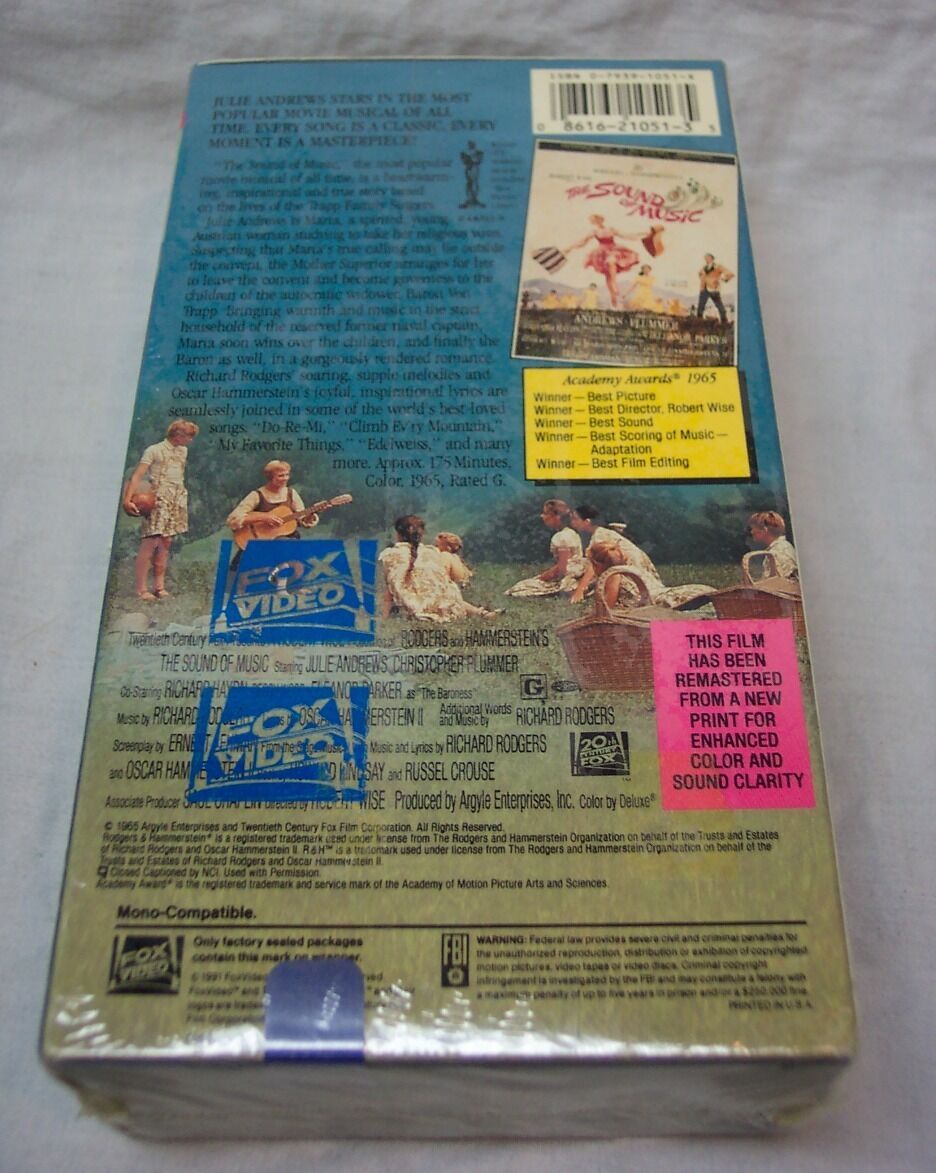 ISBN 0-7939-1051-X
0 8616-21051-3 5
JULIE ANDREWS STARS IN THE MOST
POPULAR MOVIE MUSICAL OF ALL
TIME. EVERY SONG IS A CLASSIC, EVERY
MOMENT IS A MASTERPIECE!
"The Sound of Music," the most popular
movie musical of all time, is a heartwarm-
ing, inspirational and true story based
on the lives of the Trapp Family Singers.
Julie Andrews is Maria, a spirited, young
Austrian woman studying to take her religious vows.
Suspecting that Maria's true calling may lie outside
the convent, the Mother Superior arranges for her
to leave the convent and become governess to the
children of the autocratic widower, Baron Von
Trapp. Bringing warmth and music to the strict
household of the reserved former naval captain,
Maria soon wins over the children, and finally the
Baron as well, in a gorgeously rendered romance.
Richard Rodgers' soaring, supple melodies and
Oscar Hammerstein's joyful, inspirational lyrics are
seamlessly joined in some of the world's best-loved
songs. "Do-Re-Mi," "Climb Ev'ry Mountain,"
"My Favorite Things," "Edelweiss," and many
more. Approx. 175 Minutes.
Color. 1965, Rated G.
THE SOUND
OF MUSIC
ANDREWS PLUMMER
ELEANOR PARKER
Academy Awards® 1965
Winner — Best Picture
Winner — Best Director, Robert Wise
Winner — Best Sound
Winner — Best Scoring of Music —
Adaptation
Winner — Best Film Editing
FOX
VIDEO
Twentieth Century RODGERS and HAMMERSTEIN'S
THE SOUND OF MUSIC Starring JULIE ANDREWS, CHRISTOPHER PLUMMER
Co-Starring RICHARD HAYDN ELEANOR PARKER as "The Baroness"
G
Music by RICHARD RODGERS OSCAR HAMMERSTEIN II Additional Words and Music by RICHARD RODGERS
FOX
VIDEO
Screenplay by ERNEST LEHMAN From the Stage Music and Lyrics by RICHARD RODGERS
and OSCAR HAMMERSTEIN LINDSAY and RUSSEL CROUSE
20th
CENTURY
FOX
Associate Producer SAUL CHAPLIN Directed by ROBERT WISE Produced by Argyle Enterprises, Inc. Color by Deluxe®
THIS FILM
HAS BEEN
REMASTERED
FROM A NEW
PRINT FOR
ENHANCED
COLOR AND
SOUND CLARITY
© 1965 Argyle Enterprises and Twentieth Century Fox Film Corporation. All Rights Reserved.
Rodgers & Hammerstein® is a registered trademark used under license from The Rodgers and Hammerstein Organization on behalf of the Trusts and Estates
of Richard Rodgers and Oscar Hammerstein II. R&H™ is a trademark used under license from The Rodgers and Hammerstein Organization on behalf of the
Trusts and Estates of Richard Rodgers and Oscar Hammerstein II.
Closed Captioned by NCI. Used with Permission.
Academy Award® is the registered trademark and service mark of the Academy of Motion Picture Arts and Sciences.
Mono-Compatible.
FOX
VIDEO
Only factory sealed packages
contain this mark on wrapper.
© 1991 FoxVideo
FoxVideo™ and
logos are
FBI
WARNING: Federal law provides severe civil and criminal penalties for
the unauthorized reproduction, distribution or exhibition of copyrighted
motion pictures, video tapes or video discs. Criminal copyright
infringement is investigated by the FBI and may constitute a felony with
a maximum penalty of up to five years in prison and/or a $250,000 fine.
PRINTED IN U.S.A.